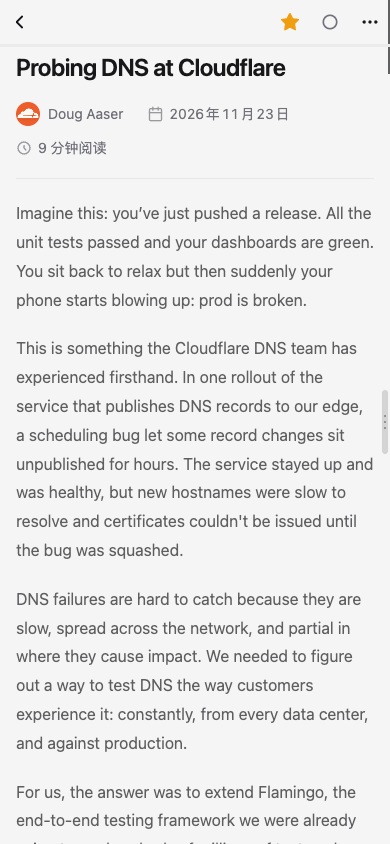 Probing DNS at Cloudflare
Doug Aaser 2026年11月23日
9 分钟阅读
Imagine this: you’ve just pushed a release. All the
unit tests passed and your dashboards are green.
You sit back to relax but then suddenly your
phone starts blowing up: prod is broken.
This is something the Cloudflare DNS team has
experienced firsthand. In one rollout of the
service that publishes DNS records to our edge,
a scheduling bug let some record changes sit
unpublished for hours. The service stayed up and
was healthy, but new hostnames were slow to
resolve and certificates couldn't be issued until
the bug was squashed.
DNS failures are hard to catch because they are
slow, spread across the network, and partial in
where they cause impact. We needed to figure
out a way to test DNS the way customers
experience it: constantly, from every data center,
and against production.
For us, the answer was to extend Flamingo, the
end-to-end testing framework we were already